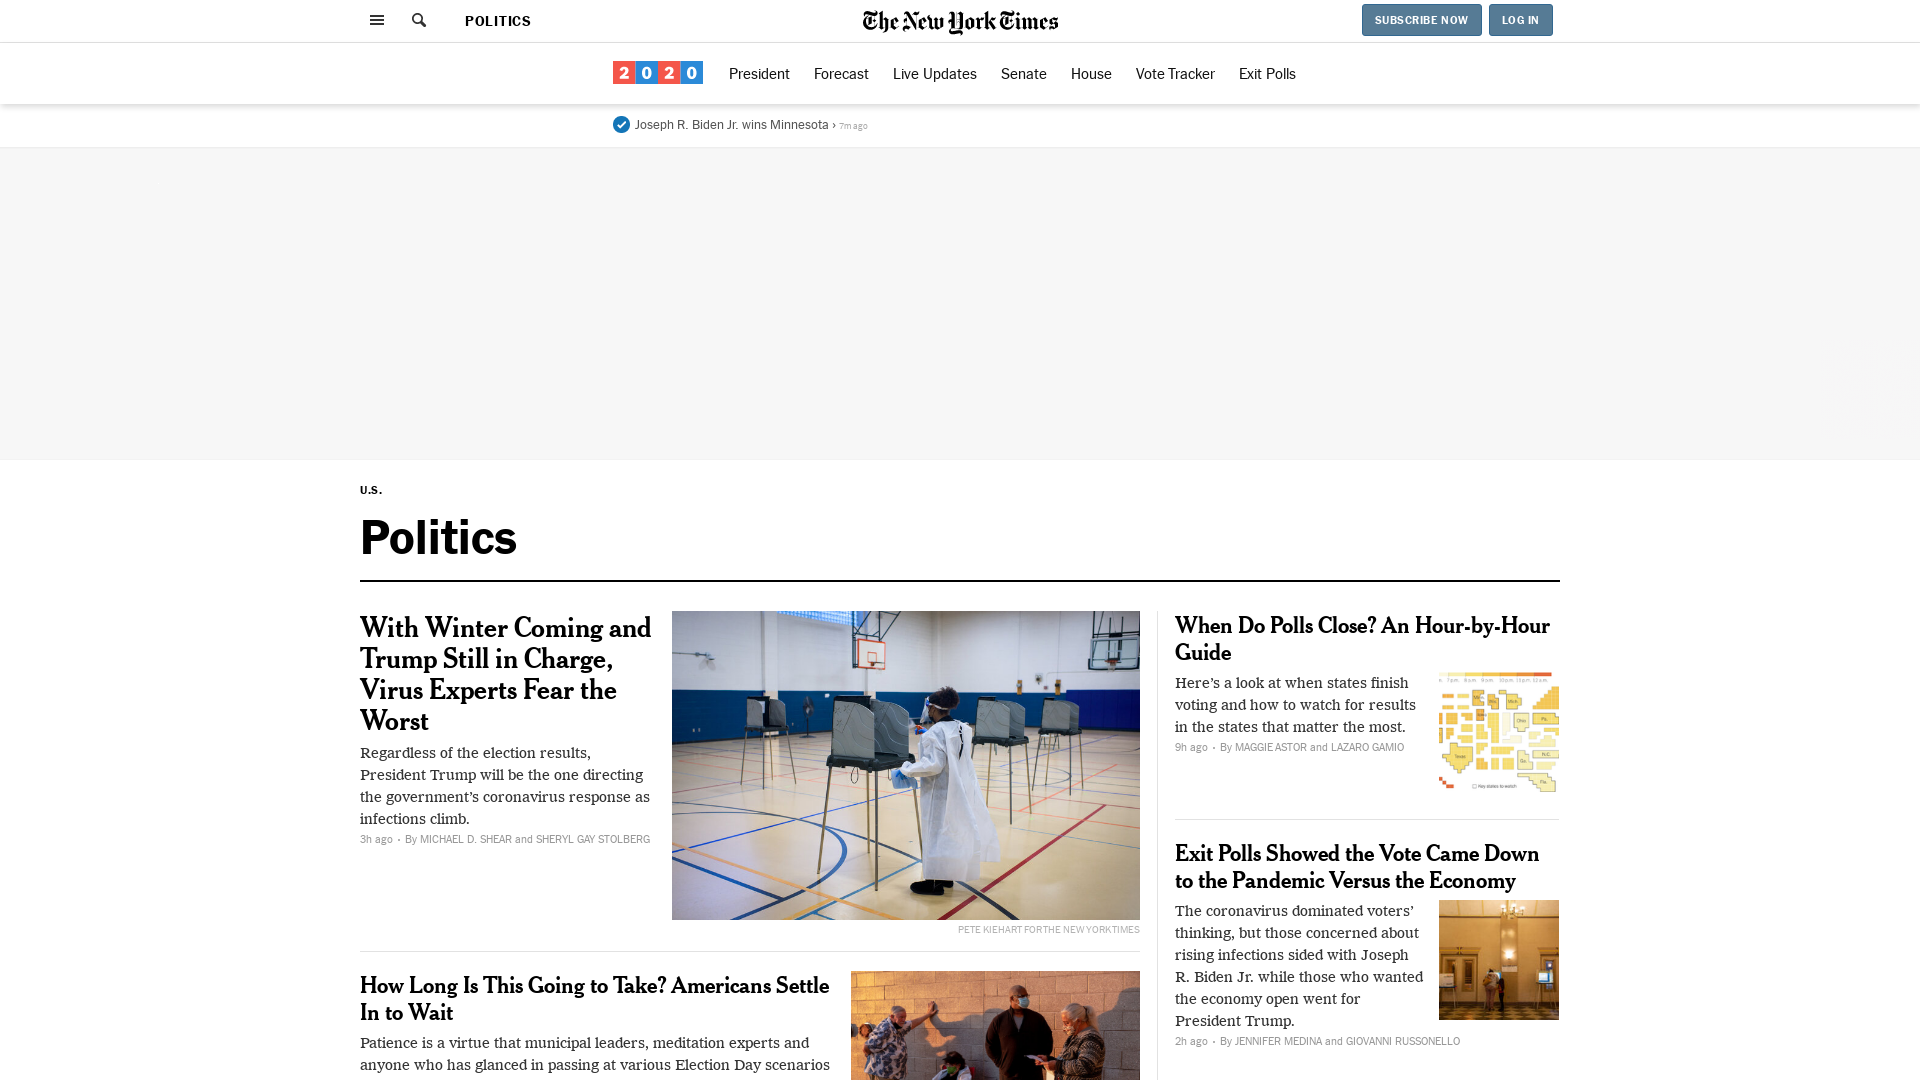 POLITICS
The New York Times
SUBSCRIBE NOW
LOG IN
2020
President
Forecast
Live Updates
Senate
House
Vote Tracker
Exit Polls
Joseph R. Biden Jr. wins Minnesota › 7m ago
U.S.
Politics
With Winter Coming and
Trump Still in Charge,
Virus Experts Fear the
Worst
Regardless of the election results,
President Trump will be the one directing
the government’s coronavirus response as
infections climb.
3h ago • By MICHAEL D. SHEAR and SHERYL GAY STOLBERG
PETE KIEHART FOR THE NEW YORK TIMES
How Long Is This Going to Take? Americans Settle
In to Wait
Patience is a virtue that municipal leaders, meditation experts and
anyone who has glanced in passing at various Election Day scenarios
When Do Polls Close? An Hour-by-Hour
Guide
Here’s a look at when states finish
voting and how to watch for results
in the states that matter the most.
9h ago • By MAGGIE ASTOR and LAZARO GAMIO
Key states to watch
Exit Polls Showed the Vote Came Down
to the Pandemic Versus the Economy
The coronavirus dominated voters’
thinking, but those concerned about
rising infections sided with Joseph
R. Biden Jr. while those who wanted
the economy open went for
President Trump.
2h ago • By JENNIFER MEDINA and GIOVANNI RUSSONELLO